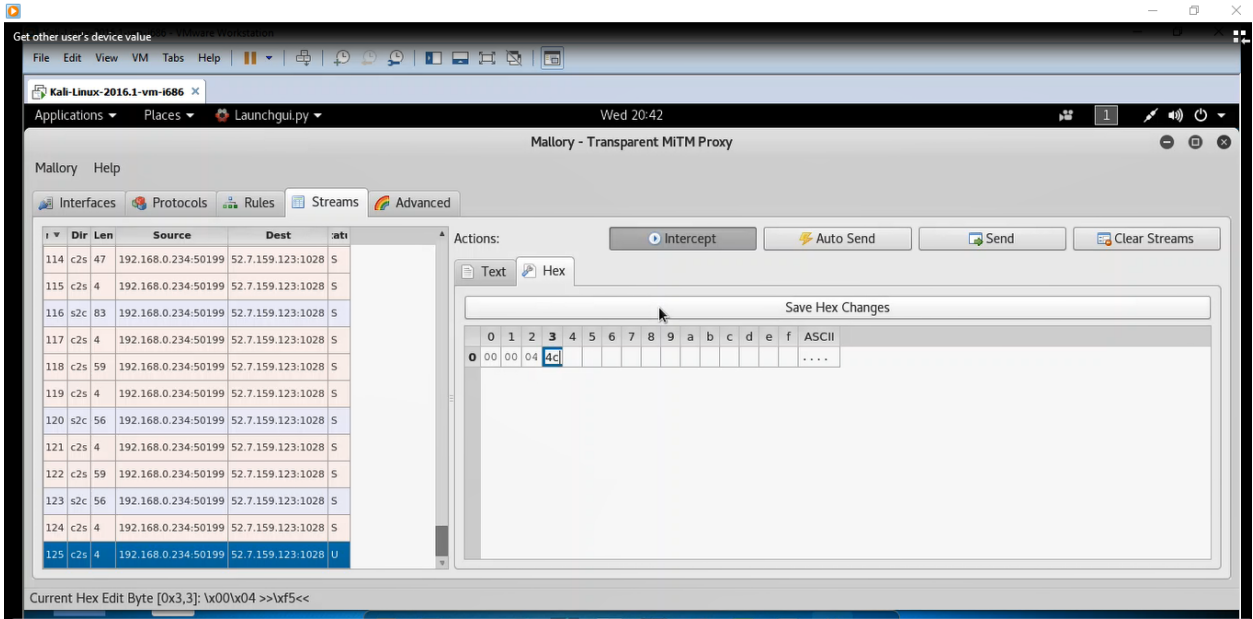 Get other user's device value - VMware Workstation
File Edit View VM Tabs Help
Kali-Linux-2016.1-vm-i686 ×
Applications Places Launchgui.py Wed 20:42 1
Mallory - Transparent MiTM Proxy
Mallory Help
Interfaces Protocols Rules Streams Advanced
Dir Len Source Dest
Actions: Intercept Auto Send Send Clear Streams
114 c2s 47 192.168.0.234:50199 52.7.159.123:1028 S
Text Hex
115 c2s 4 192.168.0.234:50199 52.7.159.123:1028 S
Save Hex Changes
116 s2c 83 192.168.0.234:50199 52.7.159.123:1028 S
0 1 2 3 4 5 6 7 8 9 a b c d e f ASCII
117 c2s 4 192.168.0.234:50199 52.7.159.123:1028 S
0 00 00 04 4c ....
118 c2s 59 192.168.0.234:50199 52.7.159.123:1028 S
119 c2s 4 192.168.0.234:50199 52.7.159.123:1028 S
120 s2c 56 192.168.0.234:50199 52.7.159.123:1028 S
121 c2s 4 192.168.0.234:50199 52.7.159.123:1028 S
122 c2s 59 192.168.0.234:50199 52.7.159.123:1028 S
123 s2c 56 192.168.0.234:50199 52.7.159.123:1028 S
124 c2s 4 192.168.0.234:50199 52.7.159.123:1028 S
125 c2s 4 192.168.0.234:50199 52.7.159.123:1028 U
Current Hex Edit Byte [0x3,3]: \x00\x04 >>\xf5<<